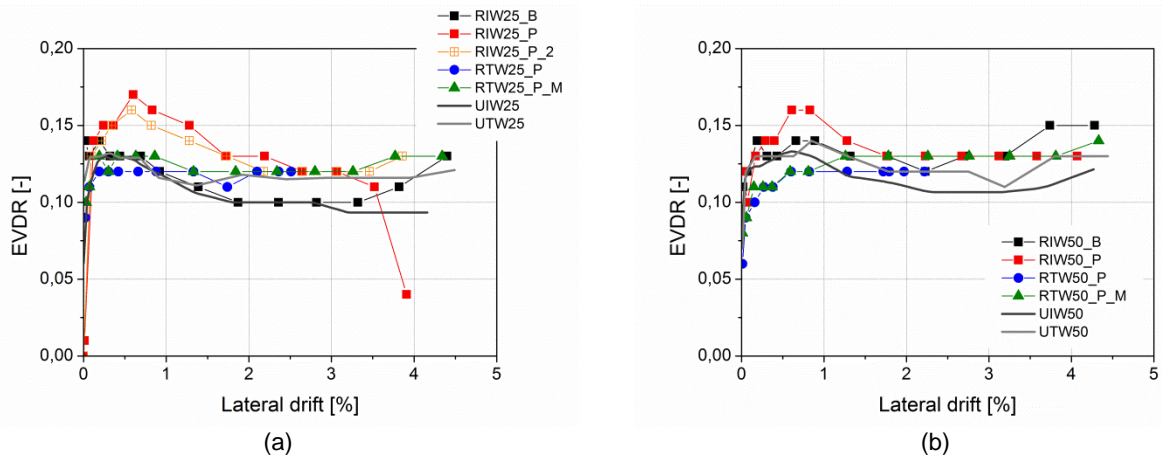 RIW25_B
RIW25_P
RIW25_P_2
RTW25_P
RTW25_P_M
UIW25
UTW25
0,20
0,15
0,10
0,05
0,00
EVDR [-]
0 1 2 3 4 5
Lateral drift [%]
(a)
0,20
0,15
0,10
0,05
0,00
EVDR [-]
RIW50_B
RIW50_P
RTW50_P
RTW50_P_M
UIW50
UTW50
0 1 2 3 4 5
Lateral drift [%]
(b)